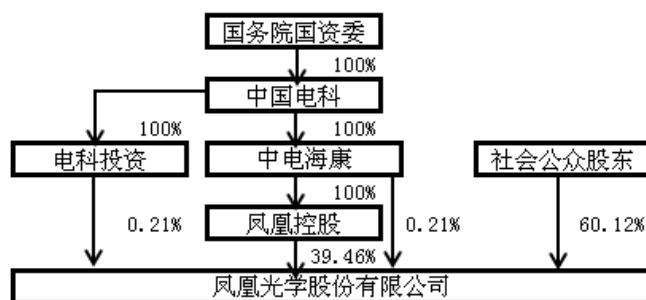 国务院国资委
100%
中国电科
100%
100%
电科投资
中电海康
社会公众股东
100%
0.21%
凤凰控股
0.21%
60.12%
39.46%
凤凰光学股份有限公司